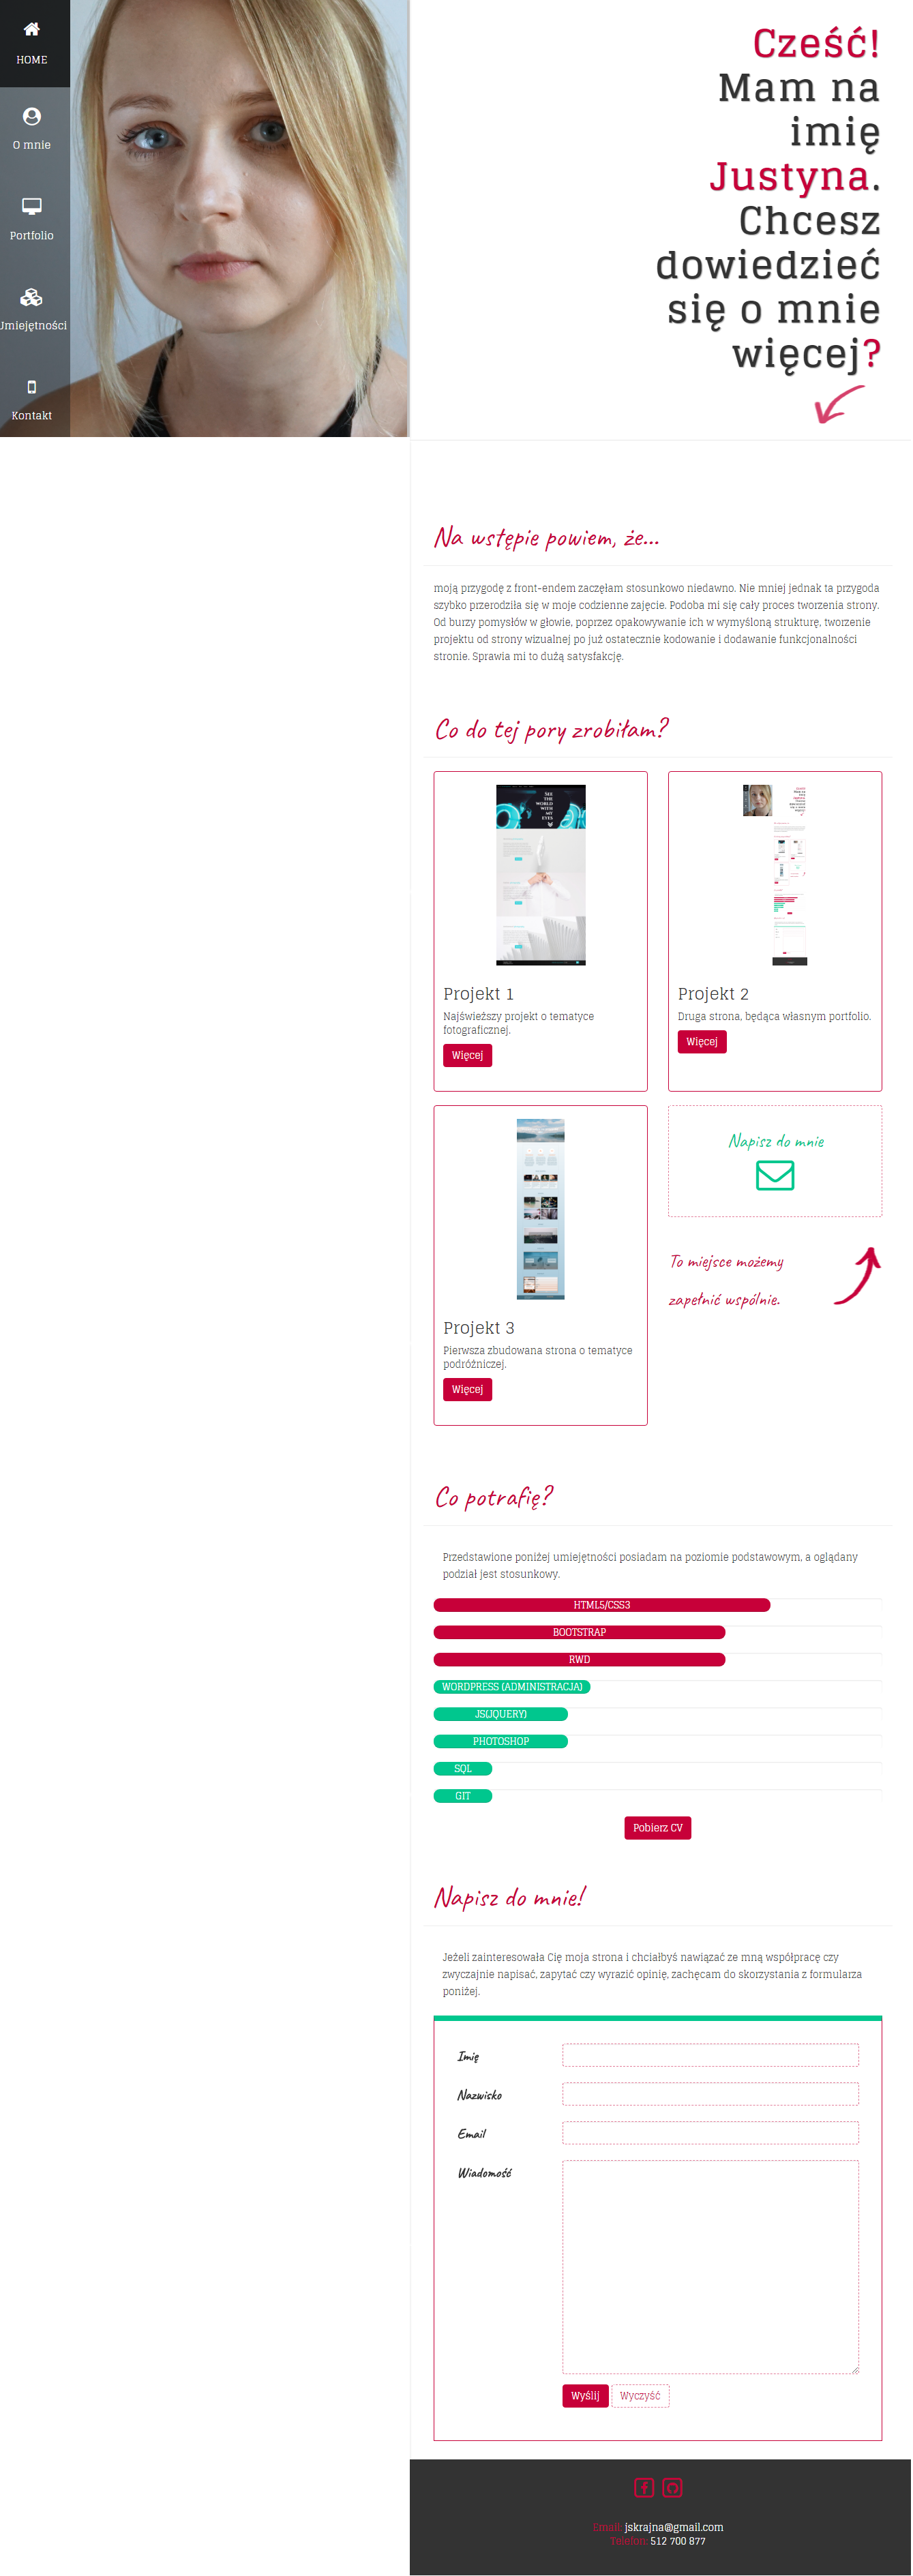 HOME
O mnie
Portfolio
Umiejętności
Kontakt
Cześć!
Mam na
imię
Justyna.
Chcesz
dowiedzieć
się o mnie
więcej?
Na wstępie powiem, że...
moją przygodę z front-endem zaczęłam stosunkowo niedawno. Nie mniej jednak ta przygoda
szybko przerodziła się w moje codzienne zajęcie. Podoba mi się cały proces tworzenia strony.
Od burzy pomysłów w głowie, poprzez opakowywanie ich w wymyśloną strukturę, tworzenie
projektu od strony wizualnej po już ostatecznie kodowanie i dodawanie funkcjonalności
stronie. Sprawia mi to dużą satysfakcję.
Co do tej pory zrobiłam?
SEE
THE
WORLD
WITH
MY
EYES
Projekt 1
Najświeższy projekt o tematyce
fotograficznej.
Więcej
Projekt 2
Druga strona, będąca własnym portfolio.
Więcej
Projekt 3
Pierwsza zbudowana strona o tematyce
podróżniczej.
Więcej
Napisz do mnie
To miejsce możemy
zapełnić wspólnie.
Co potrafię?
Przedstawione poniżej umiejętności posiadam na poziomie podstawowym, a oglądany
podział jest stosunkowy.
HTML5/CSS3
BOOTSTRAP
RWD
WORDPRESS (ADMINISTRACJA)
JS(JQUERY)
PHOTOSHOP
SQL
GIT
Pobierz CV
Napisz do mnie!
Jeżeli zainteresowała Cię moja strona i chciałbyś nawiązać ze mną współpracę czy
zwyczajnie napisać, zapytać czy wyrazić opinię, zachęcam do skorzystania z formularza
poniżej.
Imię
Nazwisko
Email
Wiadomość
Wyślij Wyczyść
Email: jskrajna@gmail.com
Telefon: 512 700 877